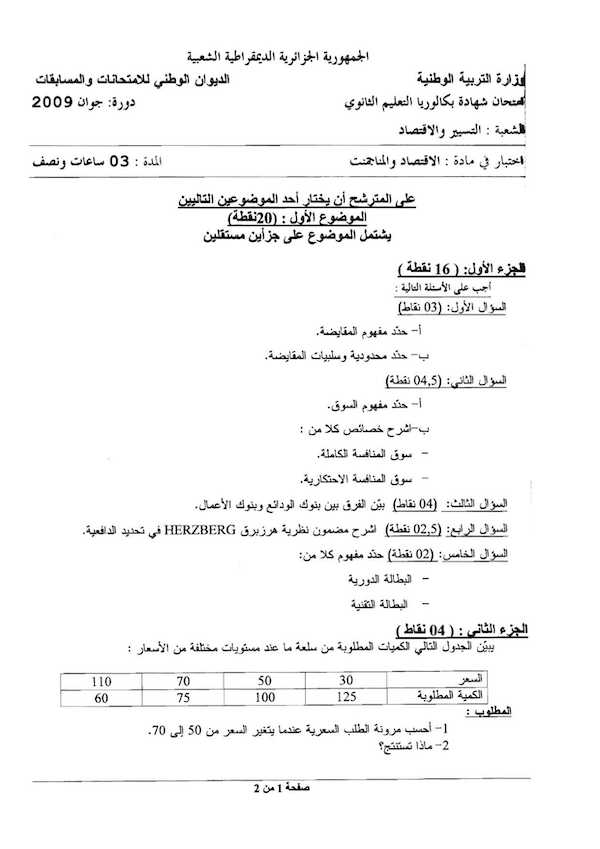 الجمهورية الجزائرية الديمقراطية الشعبية
وزارة التربية الوطنية الديوان الوطني للامتحانات والمسابقات
امتحان شهادة بكالوريا التعليم الثانوي دورة: جوان 2009
الشعبة : التسيير والاقتصاد
اختبار في مادة : الاقتصاد والمناجمنت المدة : 03 ساعات ونصف
على المترشح أن يختار أحد الموضوعين التاليين
الموضوع الأول : (20نقطة)
يشتمل الموضوع على جزأين مستقلين
الجزء الأول: ( 16 نقطة )
أجب على الأسئلة التالية :
السؤال الأول: (03 نقاط)
أ- حدّد مفهوم المقايضة.
ب- حدّد محدودية وسلبيات المقايضة.
السؤال الثاني: (04,5 نقطة)
أ- حدّد مفهوم السوق.
ب-اشرح خصائص كلا من :
- سوق المنافسة الكاملة.
- سوق المنافسة الاحتكارية.
السؤال الثالث: (04 نقاط) بيّن الفرق بين بنوك الودائع وبنوك الأعمال.
السؤال الرابع: (02,5 نقطة) اشرح مضمون نظرية هرزبرق HERZBERG في تحديد الدافعية.
السؤال الخامس: (02 نقطة) حدّد مفهوم كلا من:
- البطالة الدورية
- البطالة التقنية
الجزء الثاني : ( 04 نقاط )
يبيّن الجدول التالي الكميات المطلوبة من سلعة ما عند مستويات مختلفة من الأسعار :
السعر 30 50 70 110
الكمية المطلوبة 125 100 75 60
المطلوب :
1- أحسب مرونة الطلب السعرية عندما يتغير السعر من 50 إلى 70.
2- ماذا تستنتج؟
صفحة 1 من 2